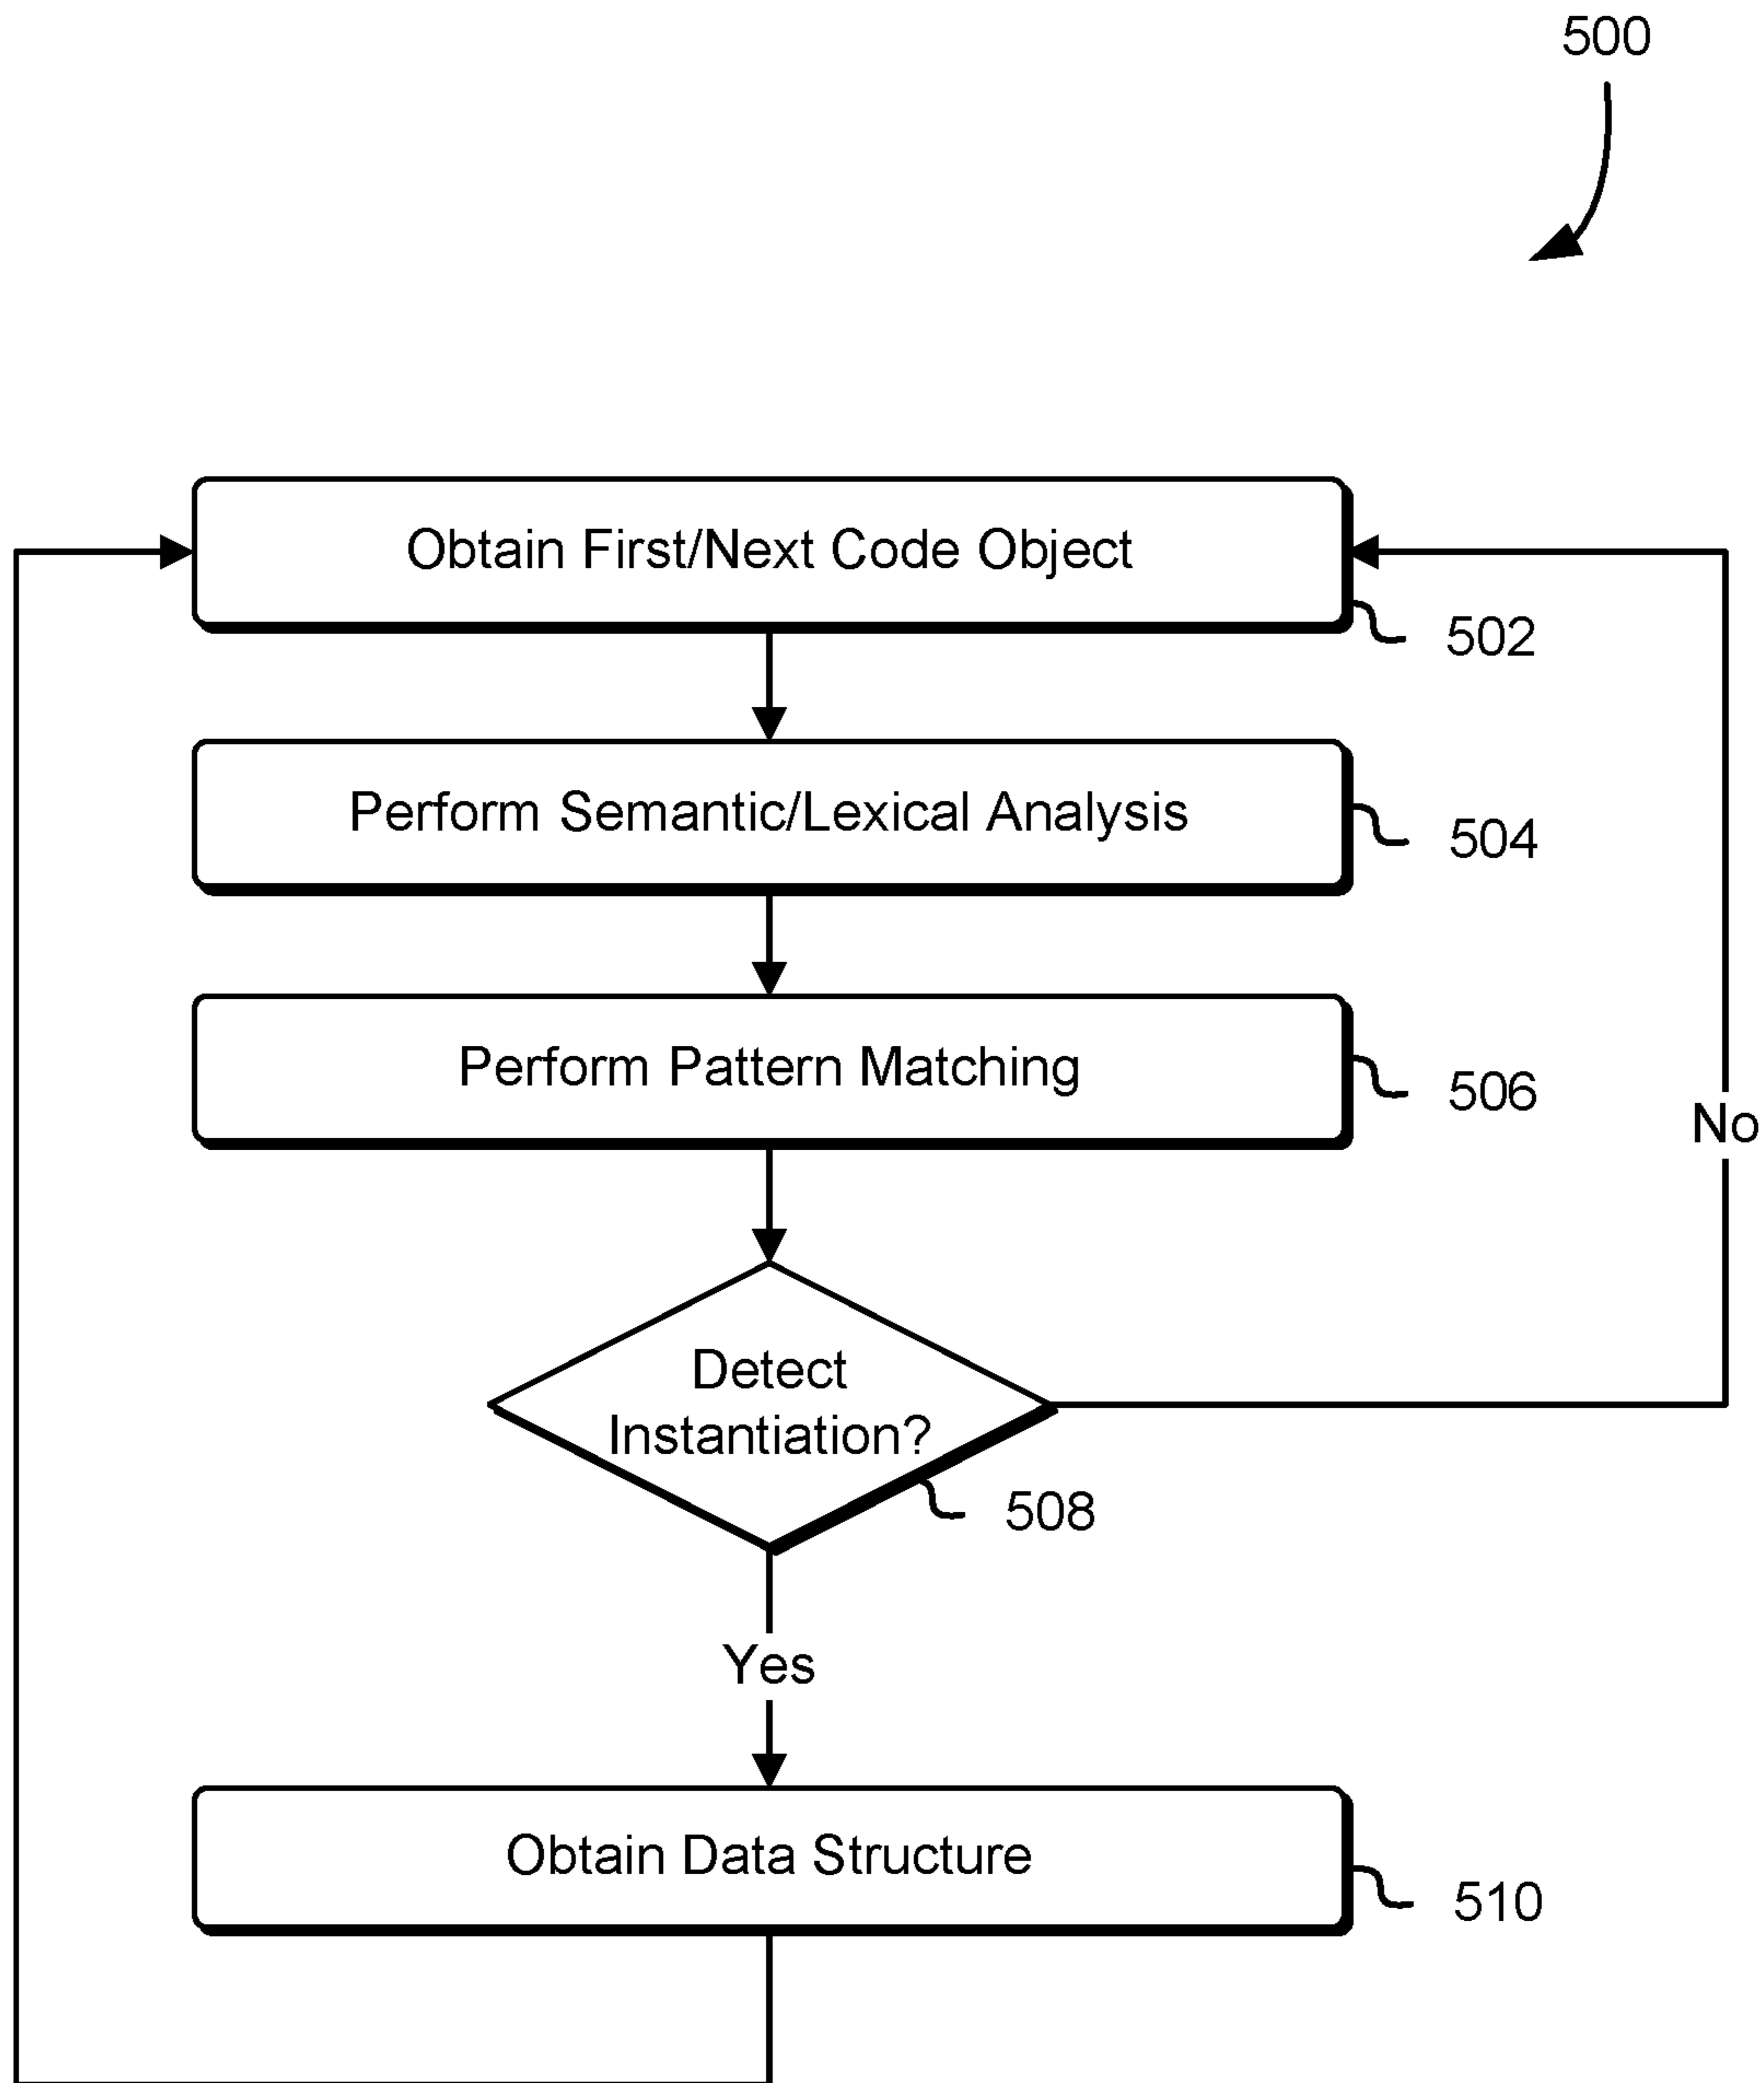 500
Obtain First/Next Code Object
502
Perform Semantic/Lexical Analysis
504
Perform Pattern Matching
506
No
Detect
Instantiation?
508
Yes
Obtain Data Structure
510